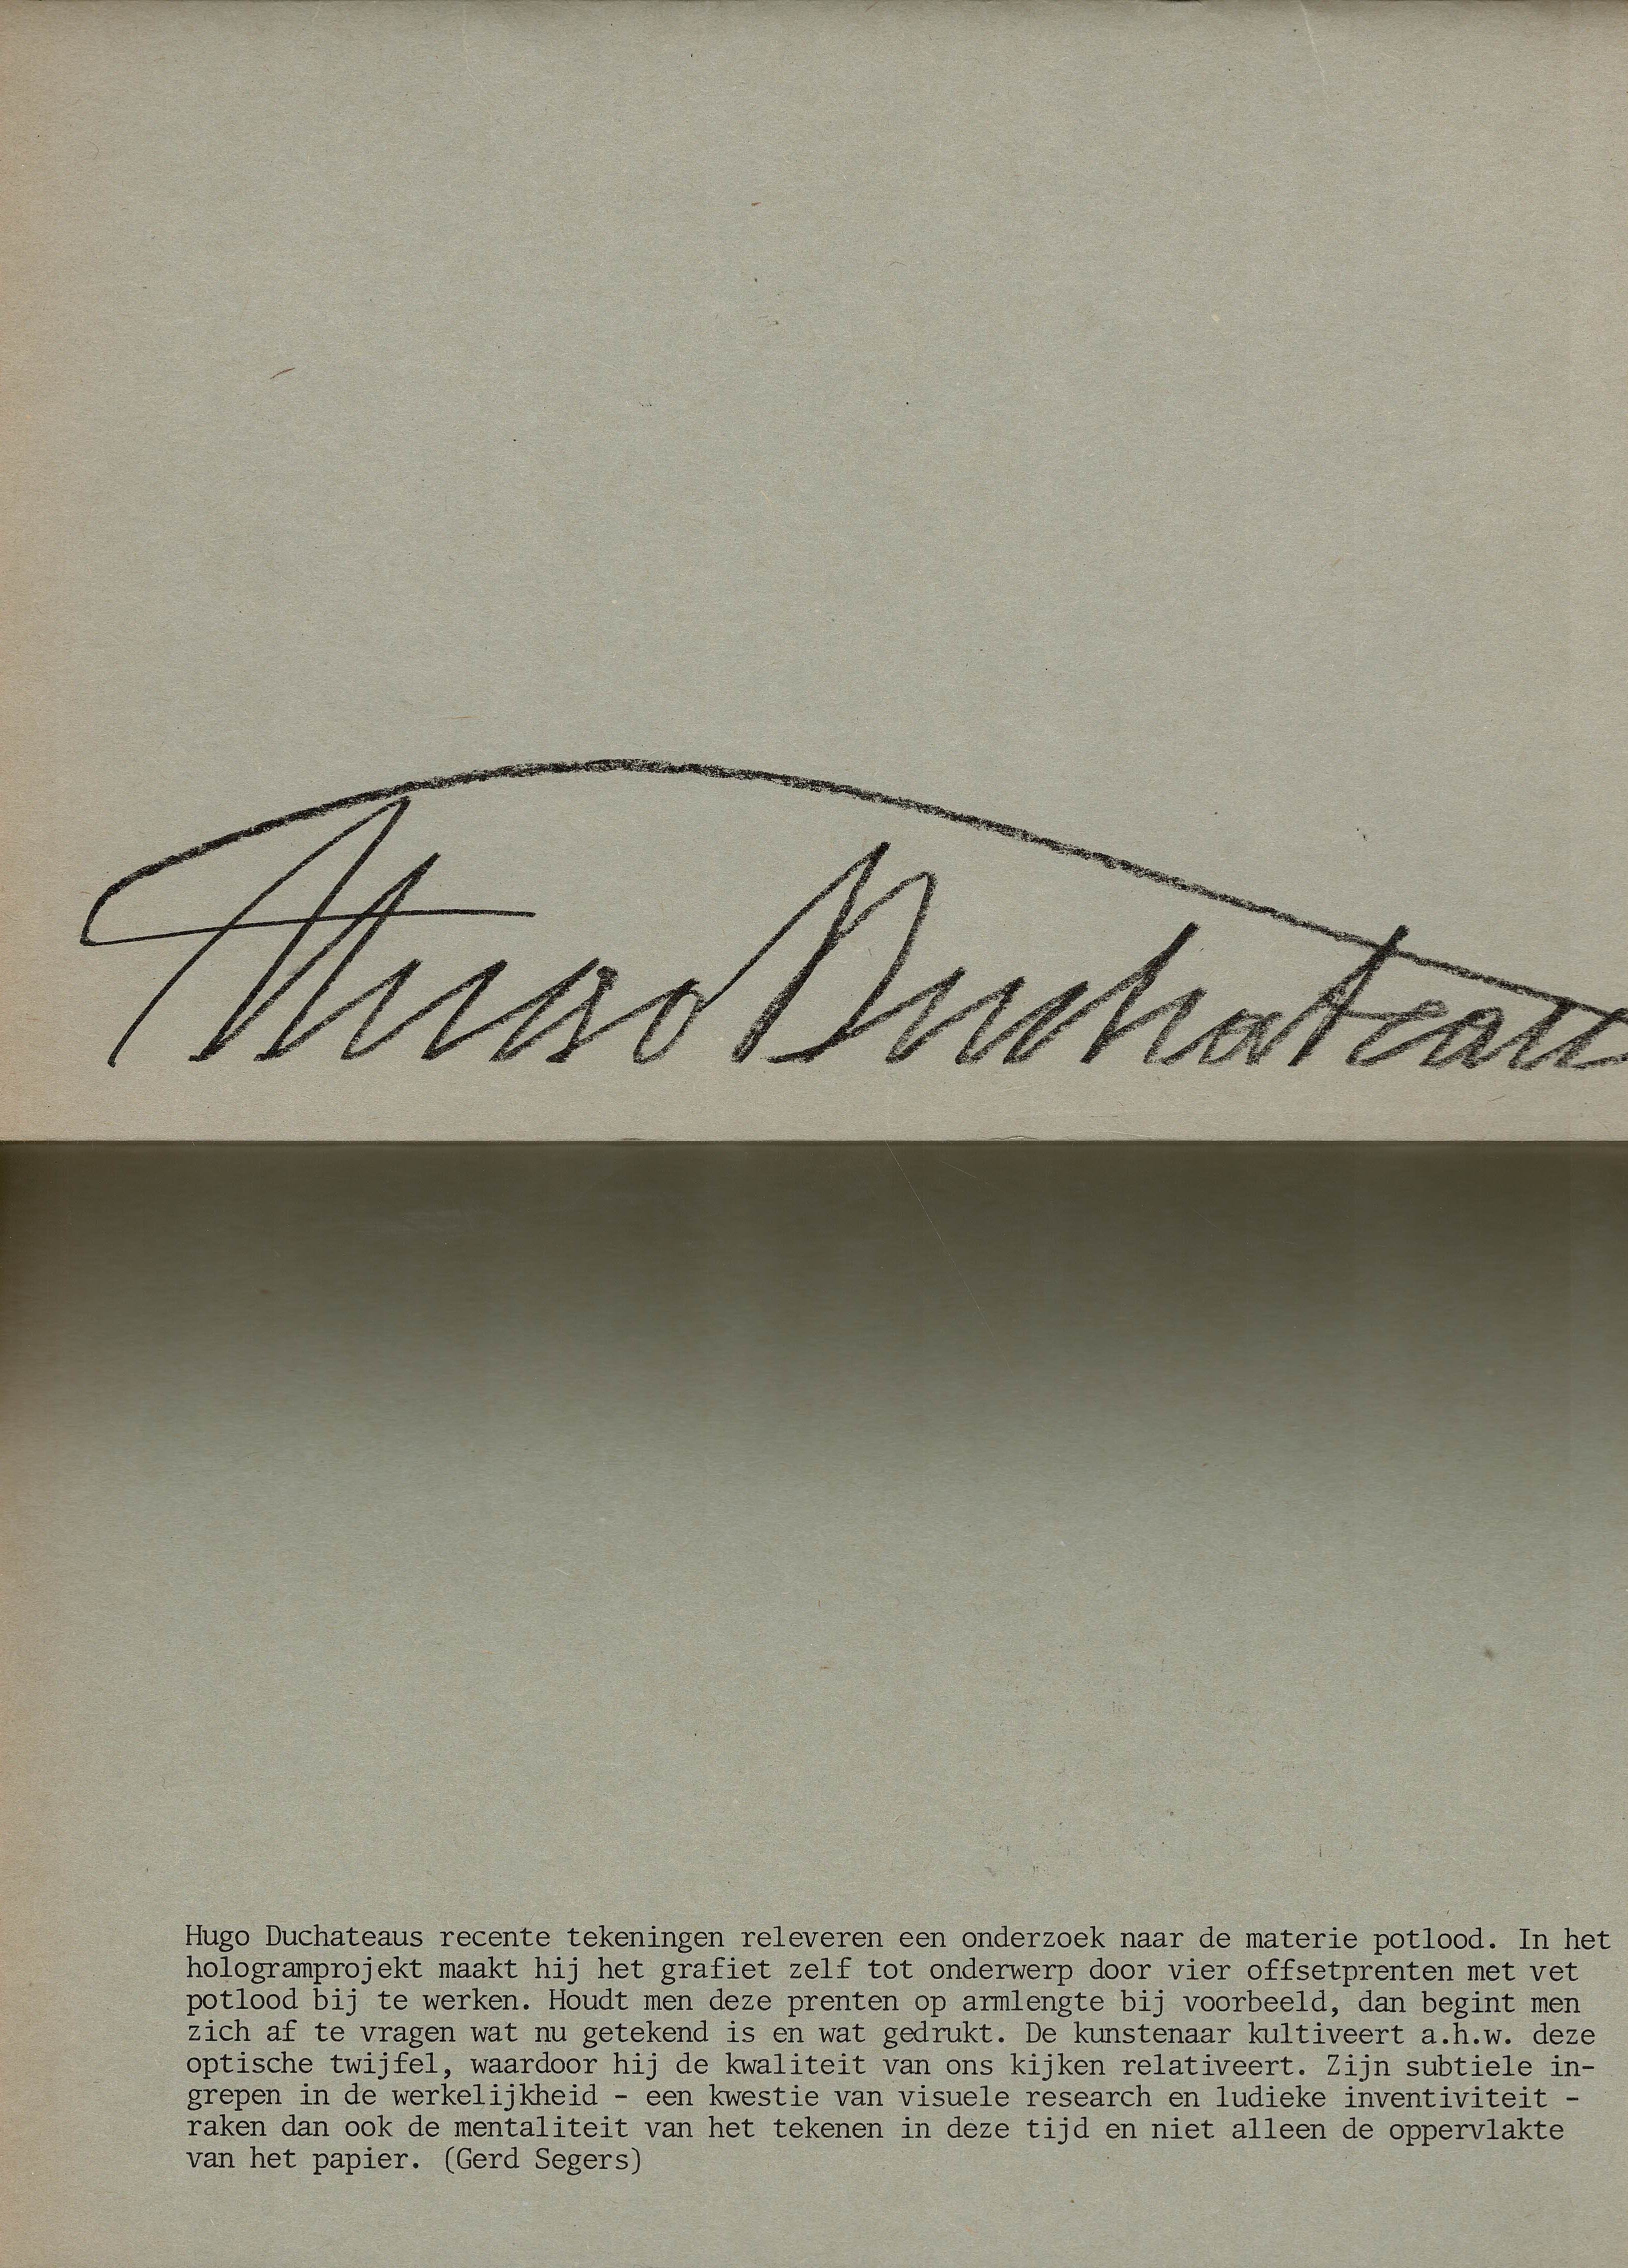 Hugo Duchateau
Hugo Duchateaus recente tekeningen releveren een onderzoek naar de materie potlood. In het
hologramprojekt maakt hij het grafiet zelf tot onderwerp door vier offsetprenten met vet
potlood bij te werken. Houdt men deze prenten op armlengte bij voorbeeld, dan begint men
zich af te vragen wat nu getekend is en wat gedrukt. De kunstenaar kultiveert a.h.w. deze
optische twijfel, waardoor hij de kwaliteit van ons kijken relativeert. Zijn subtiele in-
grepen in de werkelijkheid - een kwestie van visuele research en ludieke inventiviteit -
raken dan ook de mentaliteit van het tekenen in deze tijd en niet alleen de oppervlakte
van het papier. (Gerd Segers)